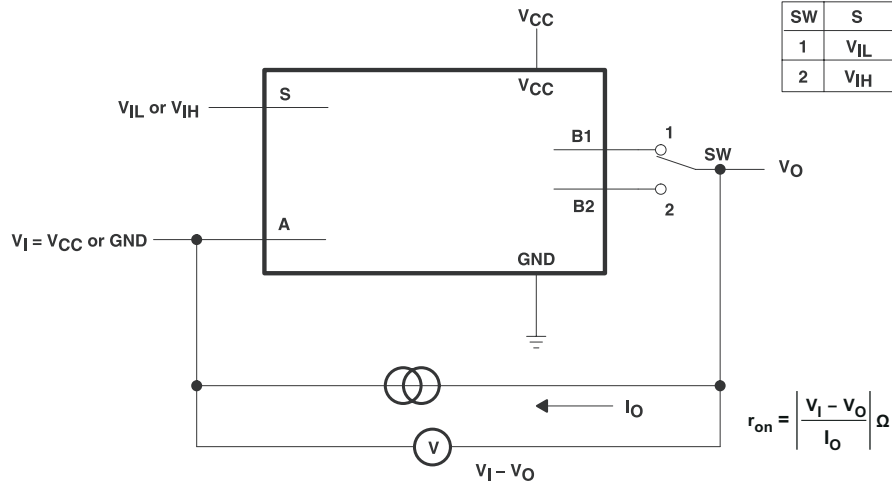 VCC
SW S
1 VIL
2 VIH
VCC
S
VIL or VIH
B1
1
SW
VO
B2
2
A
VI = VCC or GND
GND
IO
ron = | VI – VO / IO | Ω
V
VI – VO